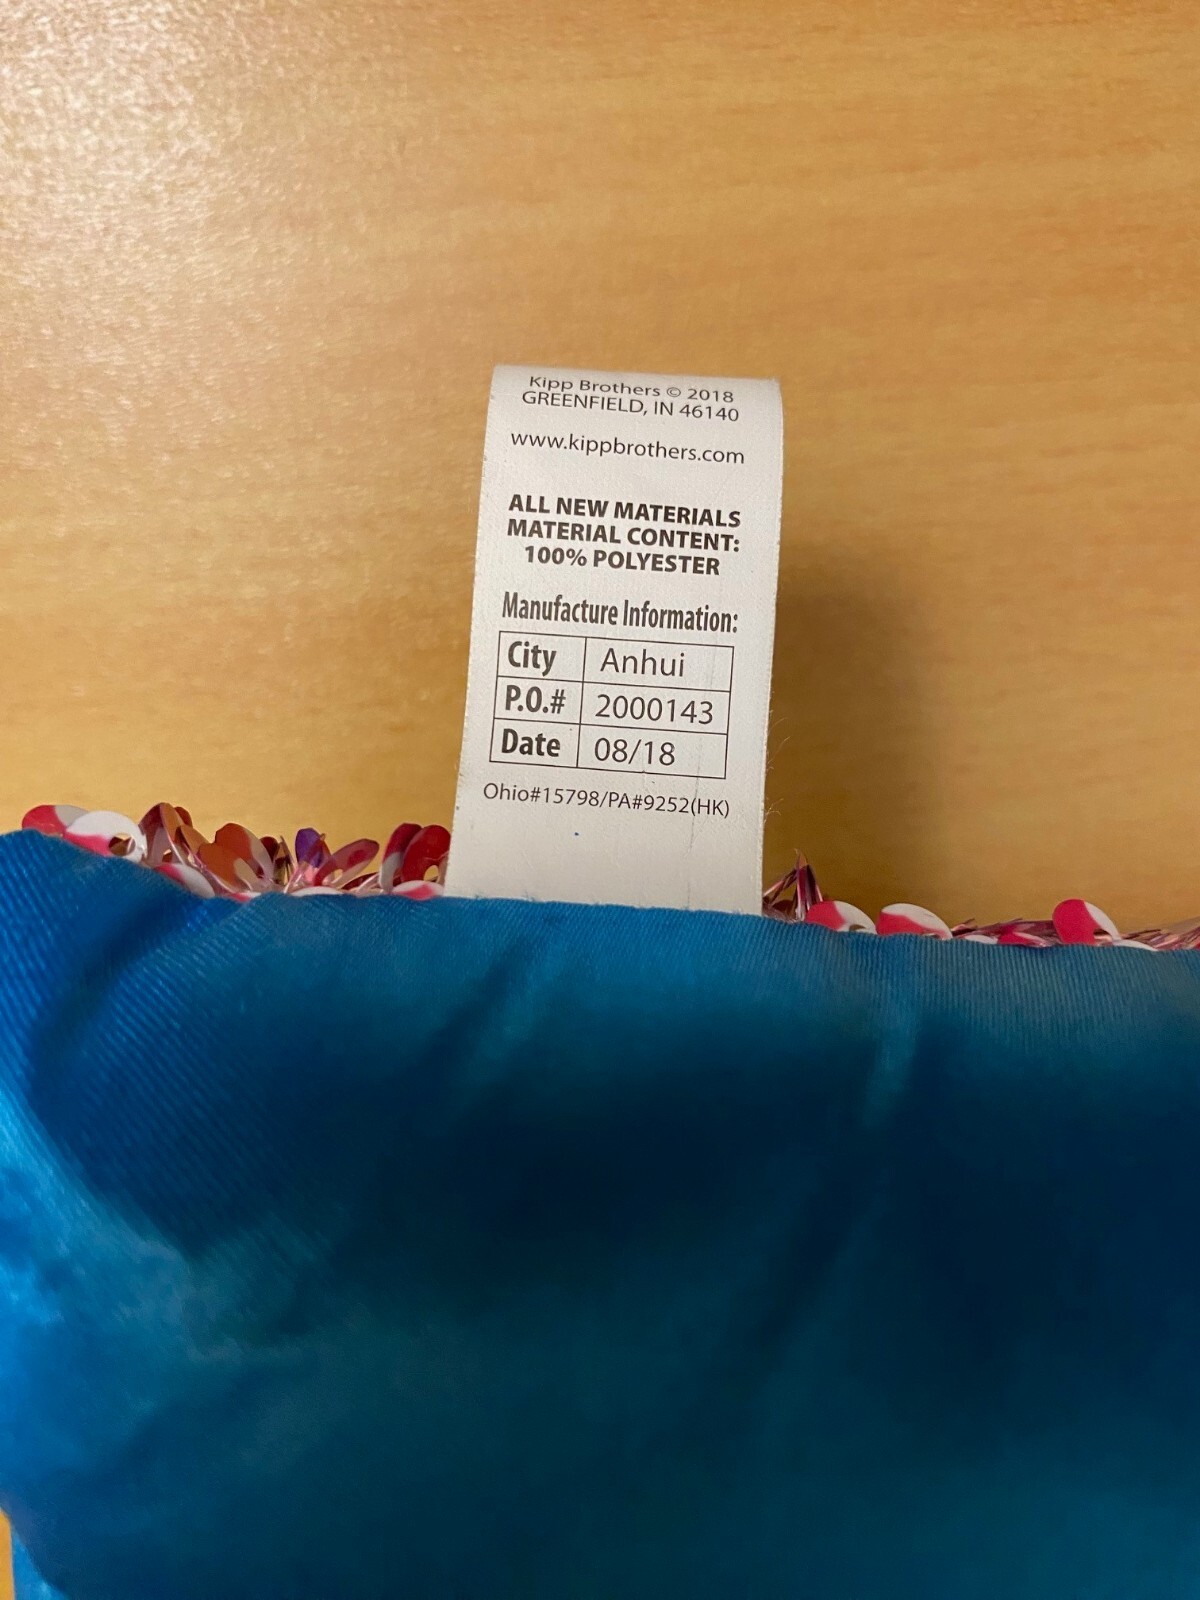 Kipp Brothers © 2018
GREENFIELD, IN 46140
www.kippbrothers.com
ALL NEW MATERIALS
MATERIAL CONTENT:
100% POLYESTER
Manufacture Information:
City Anhui
P.O.# 2000143
Date 08/18
Ohio#15798/PA#9252(HK)